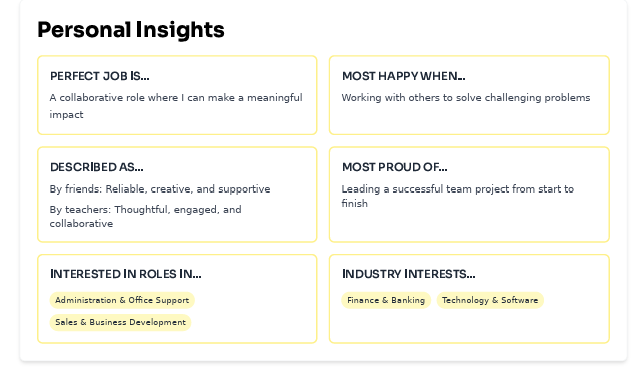 Personal Insights
PERFECT JOB IS...
A collaborative role where I can make a meaningful
impact
MOST HAPPY WHEN...
Working with others to solve challenging problems
DESCRIBED AS...
By friends: Reliable, creative, and supportive
By teachers: Thoughtful, engaged, and
collaborative
MOST PROUD OF...
Leading a successful team project from start to
finish
INTERESTED IN ROLES IN...
Administration & Office Support
Sales & Business Development
INDUSTRY INTERESTS...
Finance & Banking Technology & Software